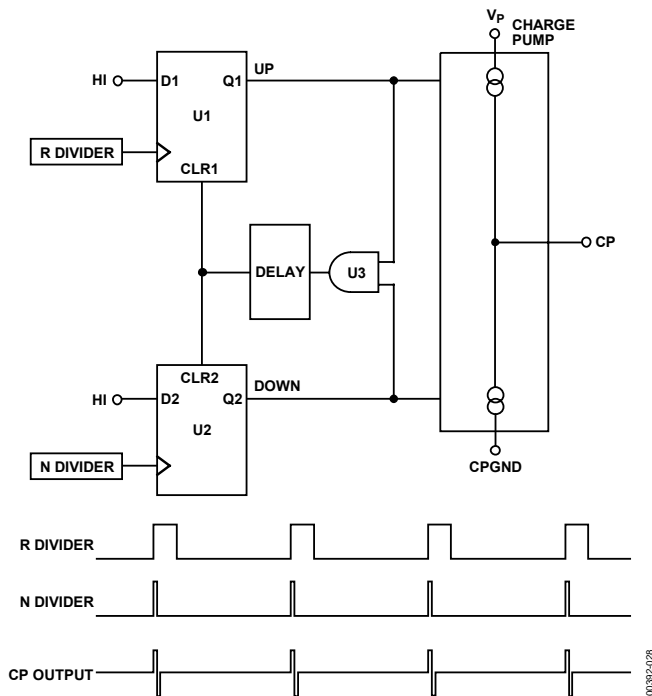 VP
CHARGE
PUMP
HI
D1
Q1
UP
U1
R DIVIDER
CLR1
DELAY
U3
CP
CLR2
HI
D2
Q2
DOWN
U2
N DIVIDER
CPGND
R DIVIDER
N DIVIDER
CP OUTPUT
00392-028